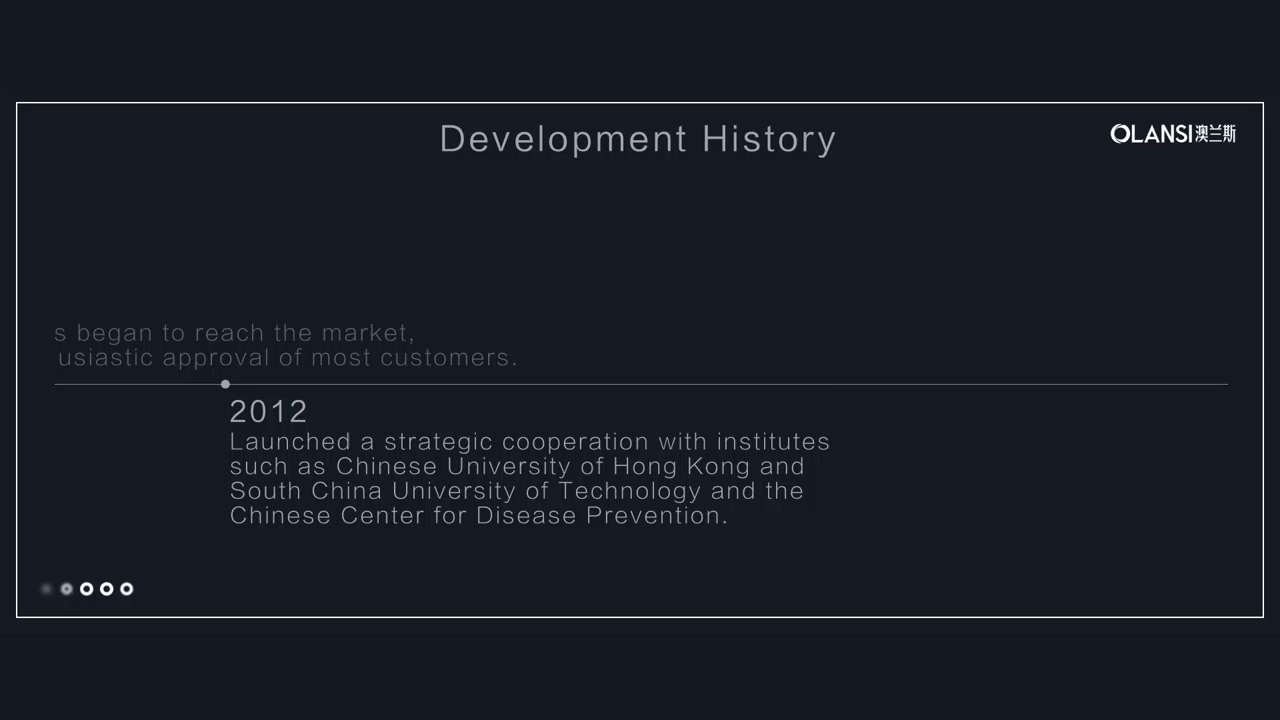 Development History
OLANSI澳兰斯
s began to reach the market,
usiastic approval of most customers.
2012
Launched a strategic cooperation with institutes
such as Chinese University of Hong Kong and
South China University of Technology and the
Chinese Center for Disease Prevention.